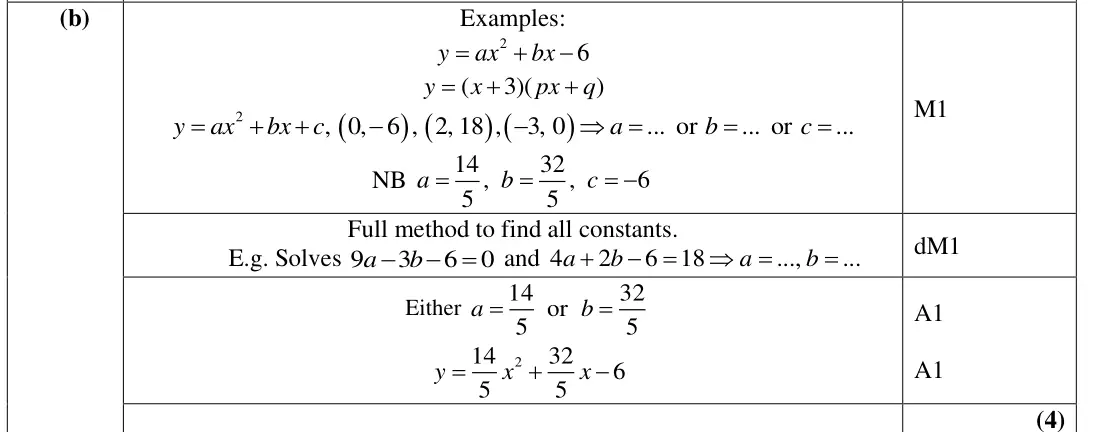 (b)
Examples:
y = ax² + bx − 6
y = (x + 3)(px + q)
y = ax² + bx + c, (0, −6), (2, 18), (−3, 0) ⇒ a = ... or b = ... or c = ...
NB a = 14/5, b = 32/5, c = −6
M1
Full method to find all constants.
E.g. Solves 9a − 3b − 6 = 0 and 4a + 2b − 6 = 18 ⇒ a = ..., b = ...
dM1
Either a = 14/5 or b = 32/5
A1
y = 14/5 x² + 32/5 x − 6
A1
(4)